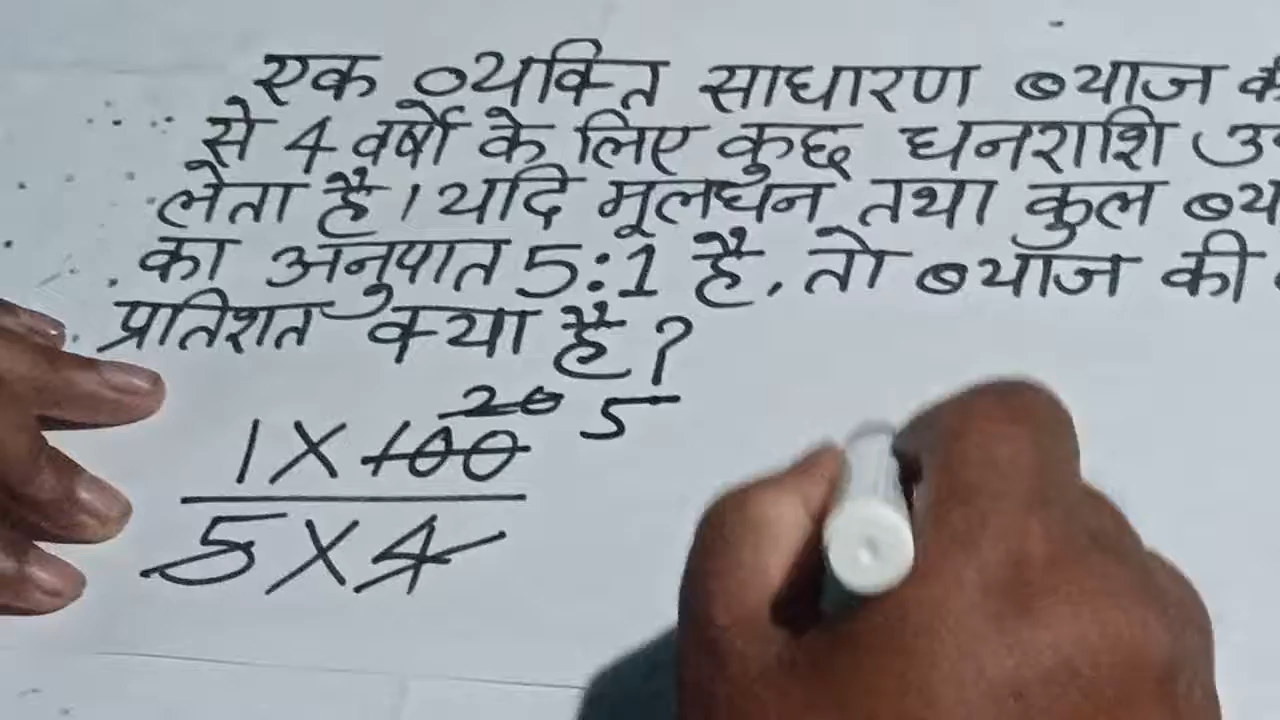 एक व्यक्ति साधारण ब्याज
से 4 वर्षों के लिए कुछ धनराशि
लेता है। यदि मूलधन तथा कुल
का अनुपात 5:1 है, तो ब्याज की
प्रतिशत क्या है?
20 5
1 X 100
5 X 4